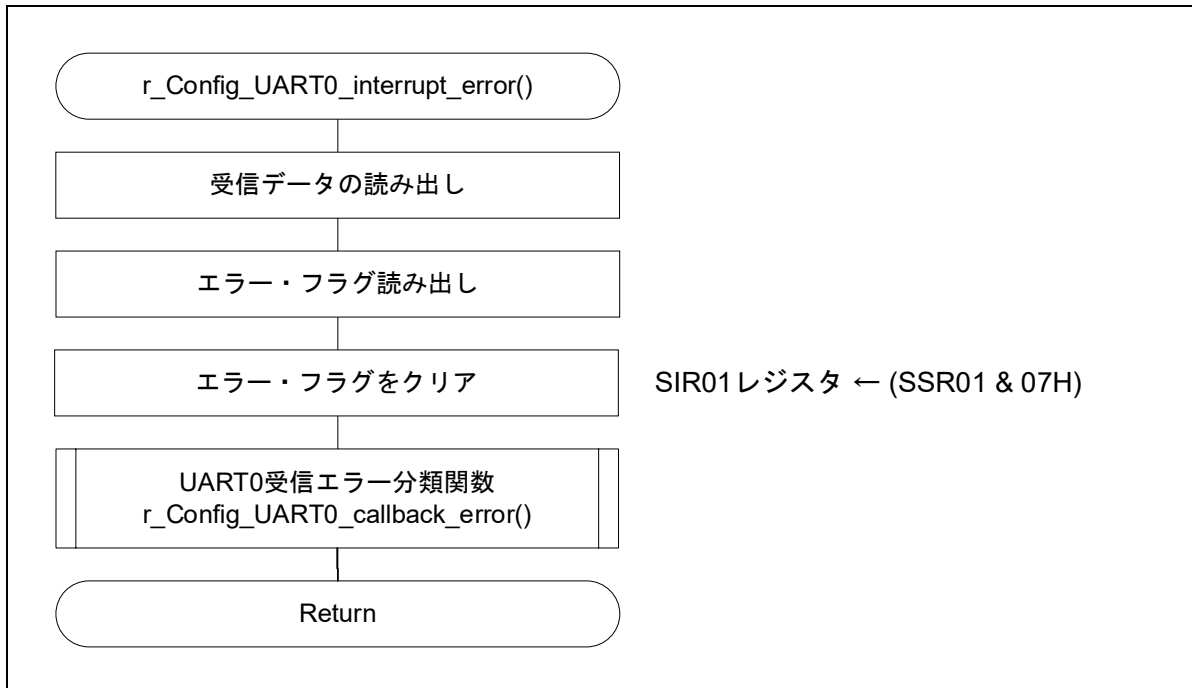 r_Config_UART0_interrupt_error()
受信データの読み出し
エラー・フラグ読み出し
エラー・フラグをクリア
SIR01レジスタ ← (SSR01 & 07H)
UART0受信エラー分類関数
r_Config_UART0_callback_error()
Return